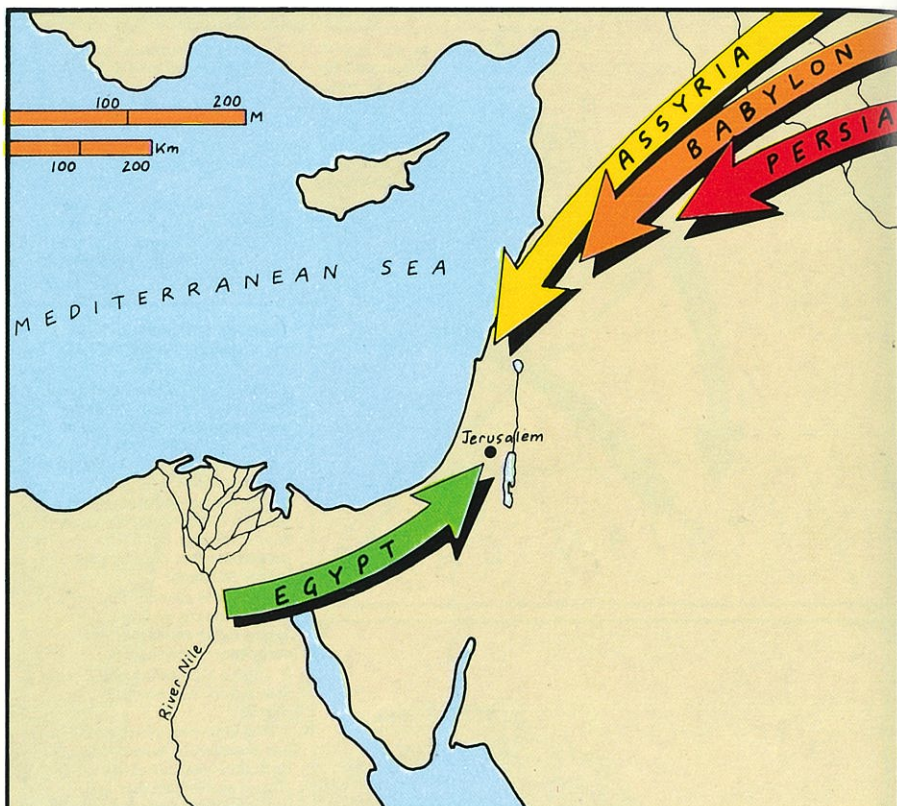 100 200
M
Km
100 200
ASSYRIA
BABYLON
PERSIA
MEDITERRANEAN SEA
Jerusalem
EGYPT
River Nile